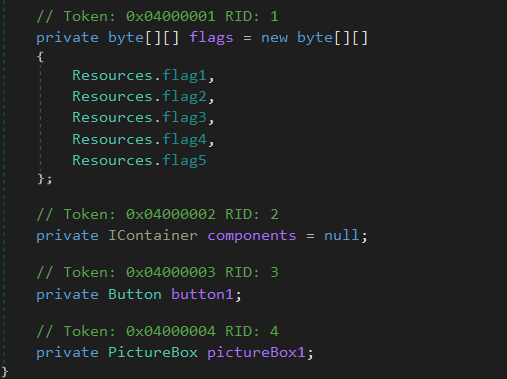 // Token: 0x04000001 RID: 1
private byte[][] flags = new byte[][]
{
Resources.flag1,
Resources.flag2,
Resources.flag3,
Resources.flag4,
Resources.flag5
};
// Token: 0x04000002 RID: 2
private IContainer components = null;
// Token: 0x04000003 RID: 3
private Button button1;
// Token: 0x04000004 RID: 4
private PictureBox pictureBox1;
}